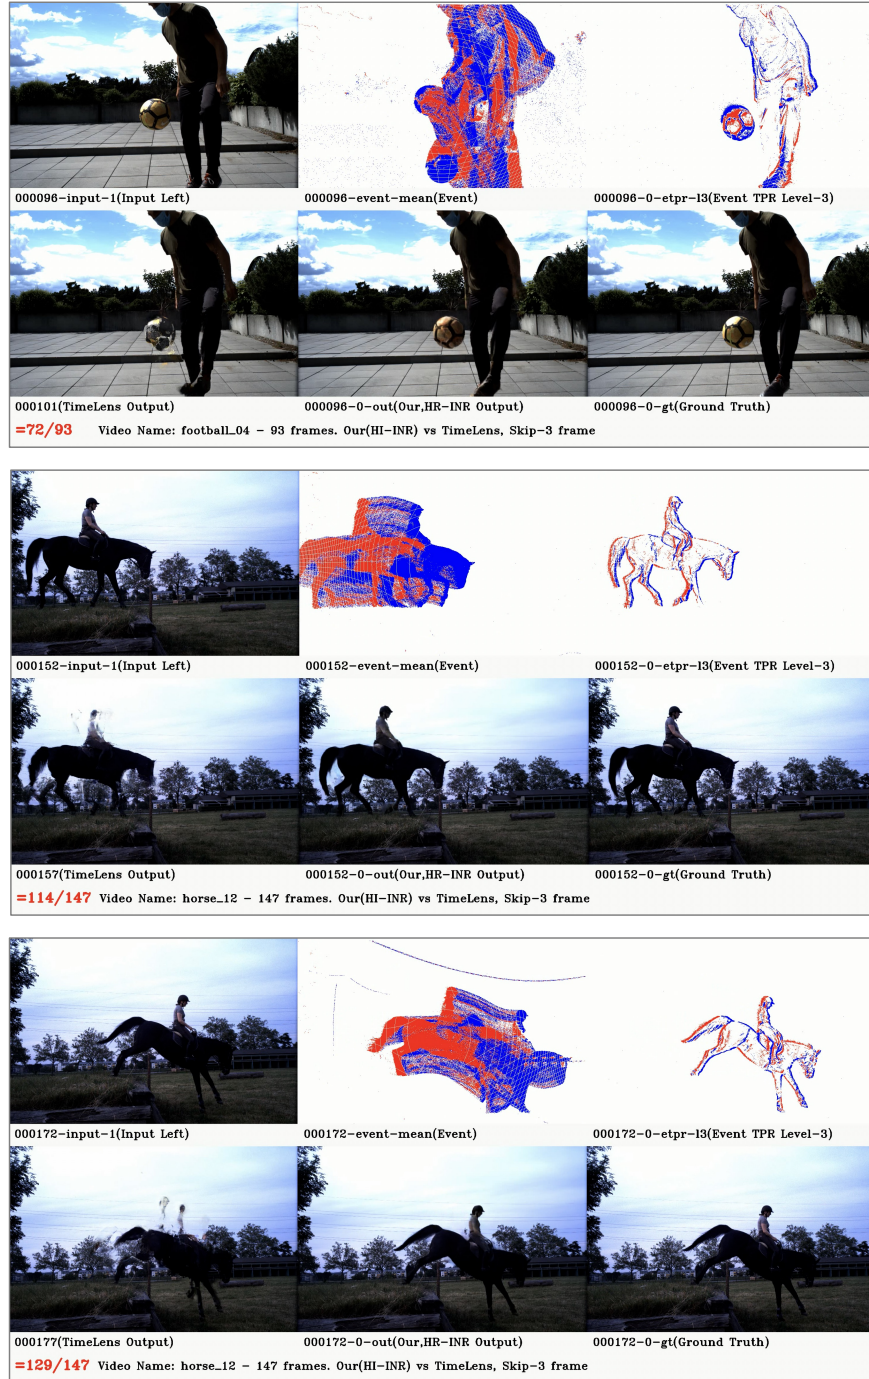 000096-input-1(Input Left)
000096-event-mean(Event)
000096-0-etpr-l3(Event TPR Level-3)
000101(TimeLens Output)
000096-0-out(Our,HR-INR Output)
000096-0-gt(Ground Truth)
=72/93 Video Name: football_04 - 93 frames. Our(HI-INR) vs TimeLens, Skip-3 frame
000152-input-1(Input Left)
000152-event-mean(Event)
000152-0-etpr-l3(Event TPR Level-3)
000157(TimeLens Output)
000152-0-out(Our,HR-INR Output)
000152-0-gt(Ground Truth)
=114/147 Video Name: horse_12 - 147 frames. Our(HI-INR) vs TimeLens, Skip-3 frame
000172-input-1(Input Left)
000172-event-mean(Event)
000172-0-etpr-l3(Event TPR Level-3)
000177(TimeLens Output)
000172-0-out(Our,HR-INR Output)
000172-0-gt(Ground Truth)
=129/147 Video Name: horse_12 - 147 frames. Our(HI-INR) vs TimeLens, Skip-3 frame